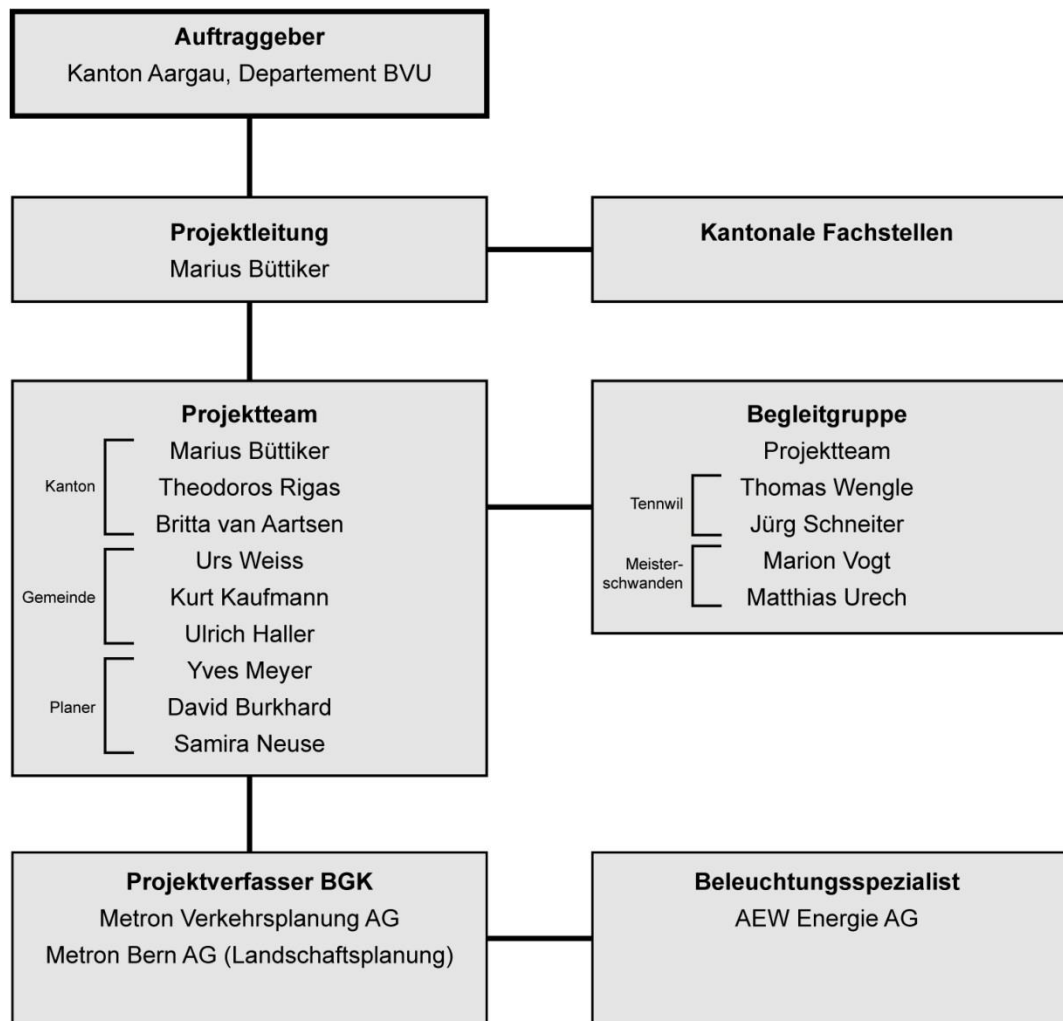 Auftraggeber
Kanton Aargau, Departement BVU
Projektleitung
Marius Büttiker
Kantonale Fachstellen
Projektteam
Kanton
Marius Büttiker
Theodoros Rigas
Britta van Aartsen
Gemeinde
Urs Weiss
Kurt Kaufmann
Ulrich Haller
Planer
Yves Meyer
David Burkhard
Samira Neuse
Begleitgruppe
Projektteam
Tennwil
Thomas Wengle
Jürg Schneiter
Meister-
schwanden
Marion Vogt
Matthias Urech
Projektverfasser BGK
Metron Verkehrsplanung AG
Metron Bern AG (Landschaftsplanung)
Beleuchtungsspezialist
AEW Energie AG